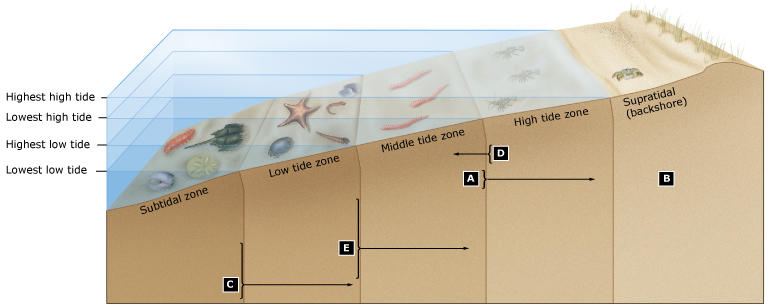 Highest high tide
Lowest high tide
Highest low tide
Lowest low tide
Subtidal zone
Low tide zone
Middle tide zone
High tide zone
Supratidal
(backshore)
D
A
B
E
C